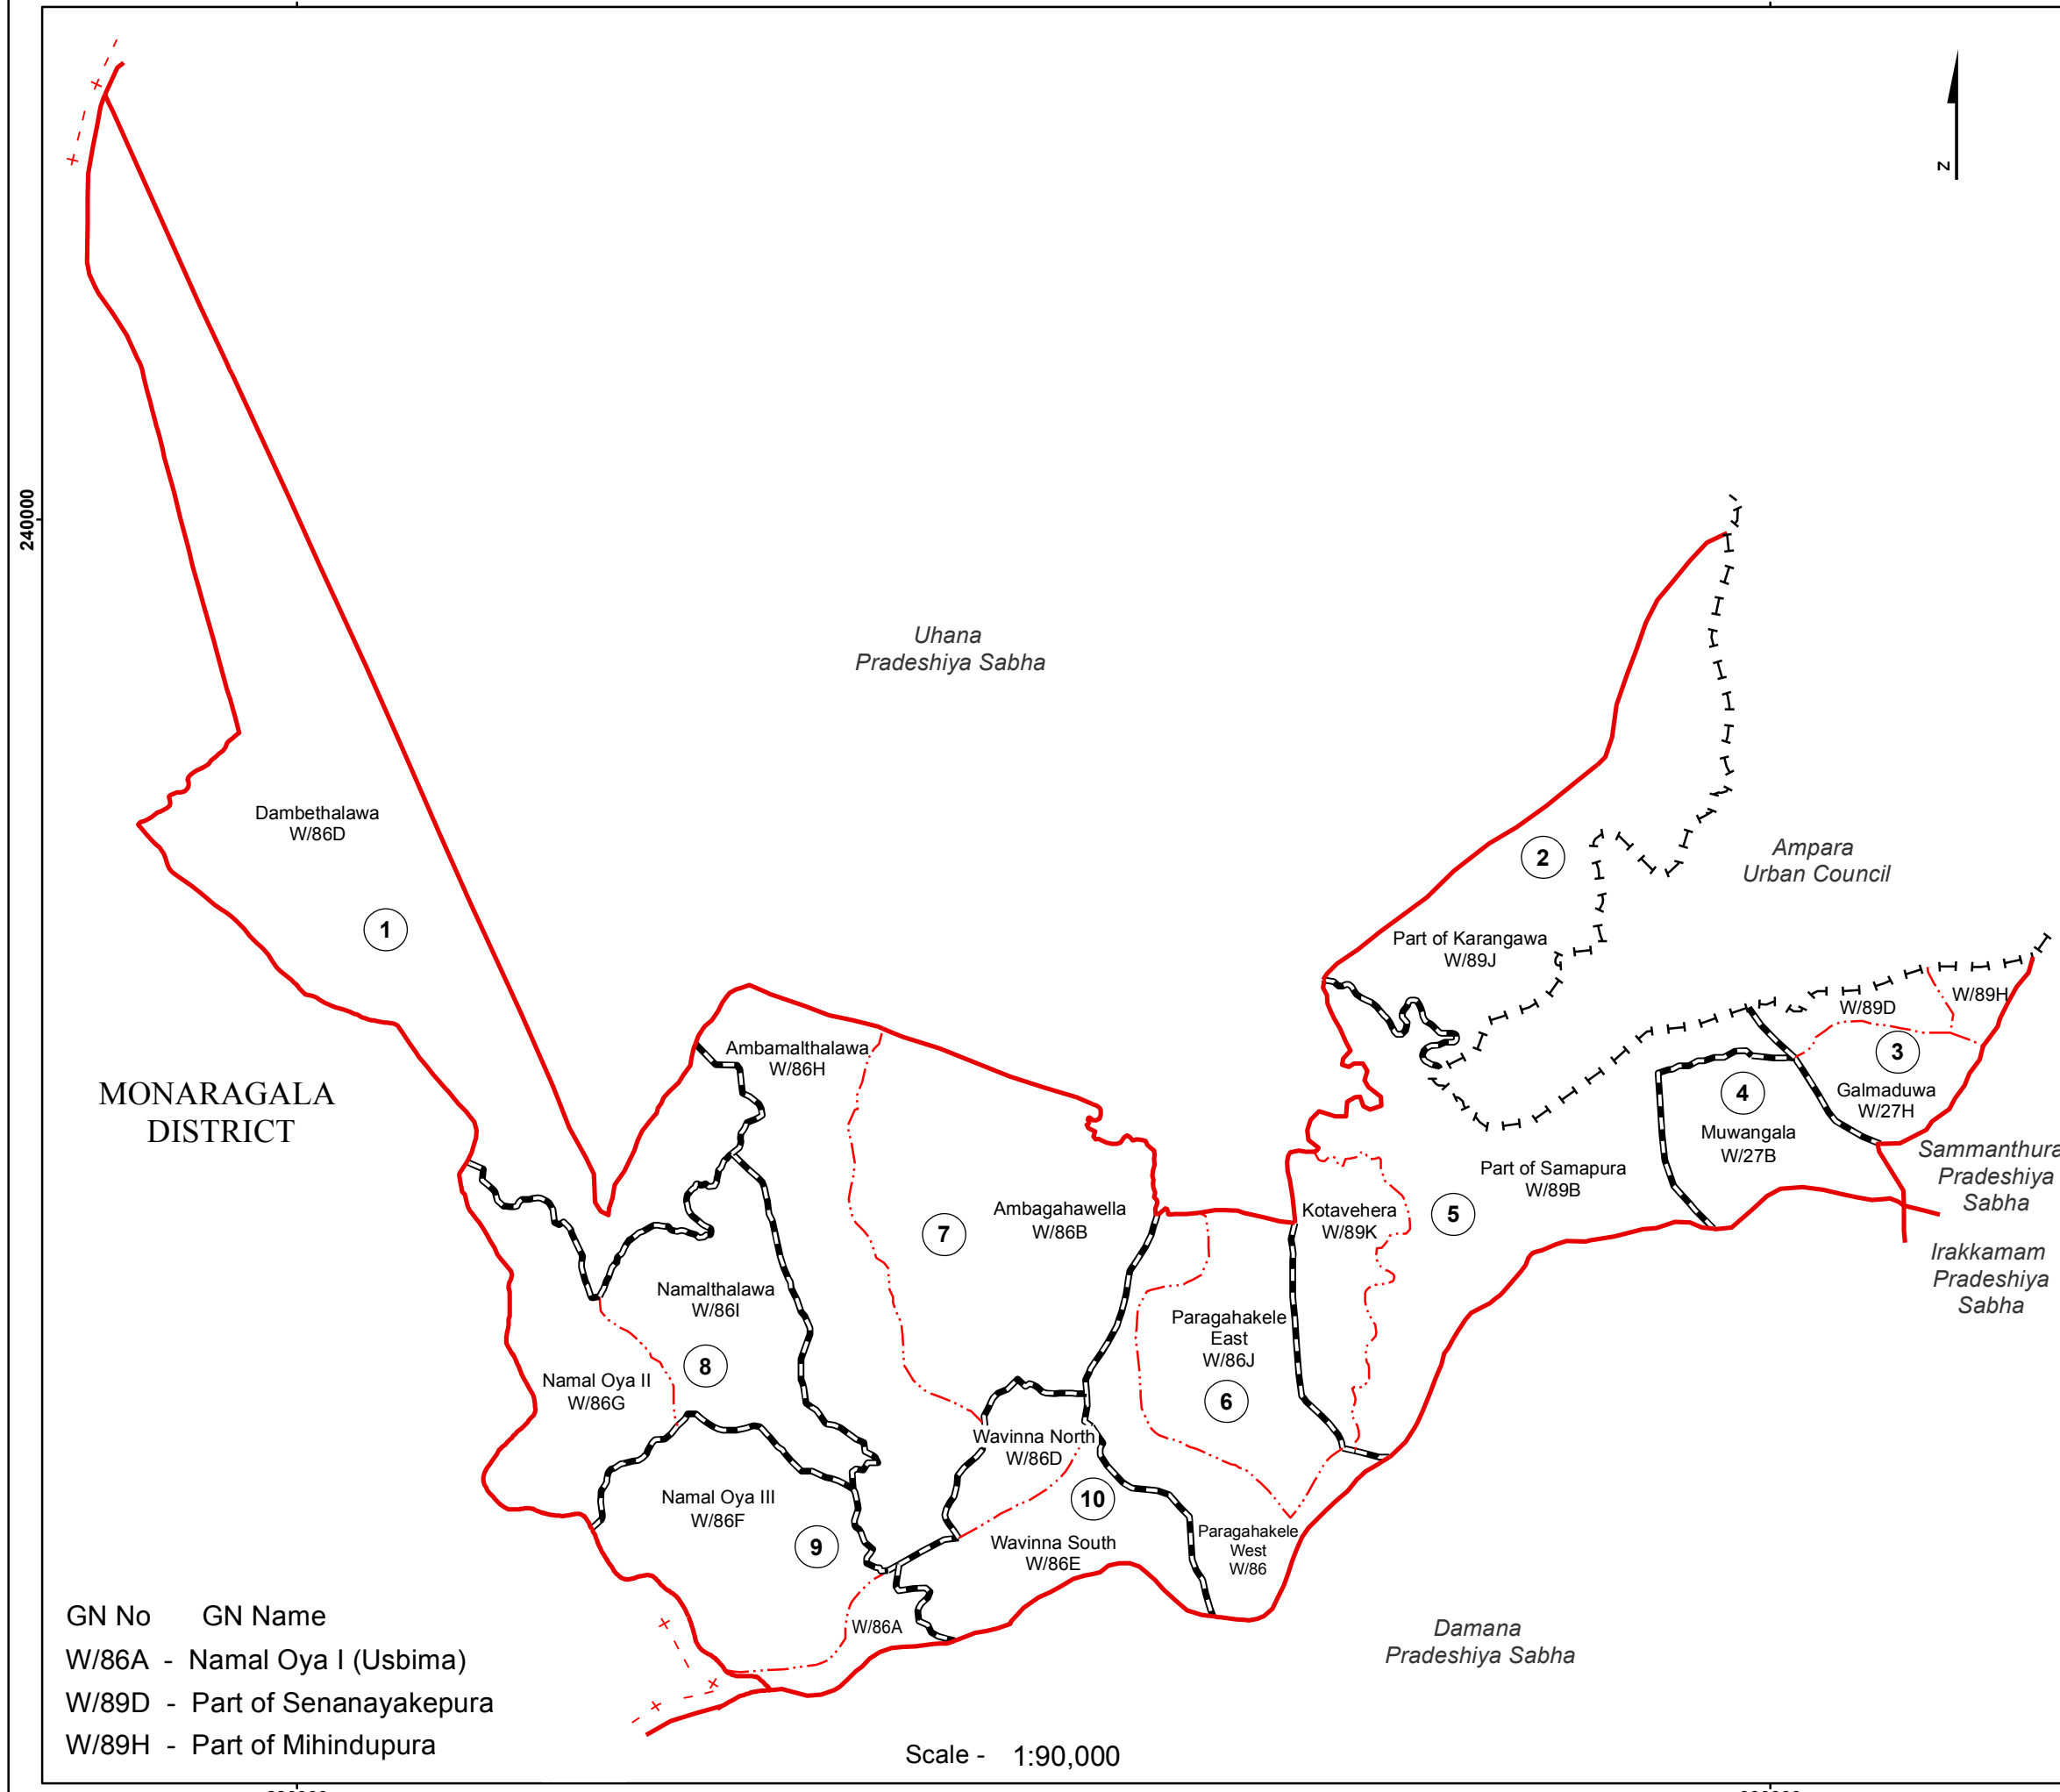 N
240000
Uhana
Pradeshiya Sabha
Dambethalawa
W/86D
1
2
Ampara
Urban Council
Part of Karangawa
W/89J
W/89D
W/89H
3
Galmaduwa
W/27H
4
Muwangala
W/27B
MONARAGALA
DISTRICT
Ambamalthalawa
W/86H
Part of Samapura
W/89B
Sammanthura
Pradeshiya
Sabha
7
Ambagahawella
W/86B
Kotavehera
W/89K
5
Irakkamam
Pradeshiya
Sabha
Namalthalawa
W/86I
8
Paragahakele
East
W/86J
6
Namal Oya II
W/86G
Wavinna North
W/86D
10
Namal Oya III
W/86F
9
Wavinna South
W/86E
Paragahakele
West
W/86
W/86A
Damana
Pradeshiya Sabha
GN No GN Name
W/86A - Namal Oya I (Usbima)
W/89D - Part of Senanayakepura
W/89H - Part of Mihindupura
Scale - 1:90,000